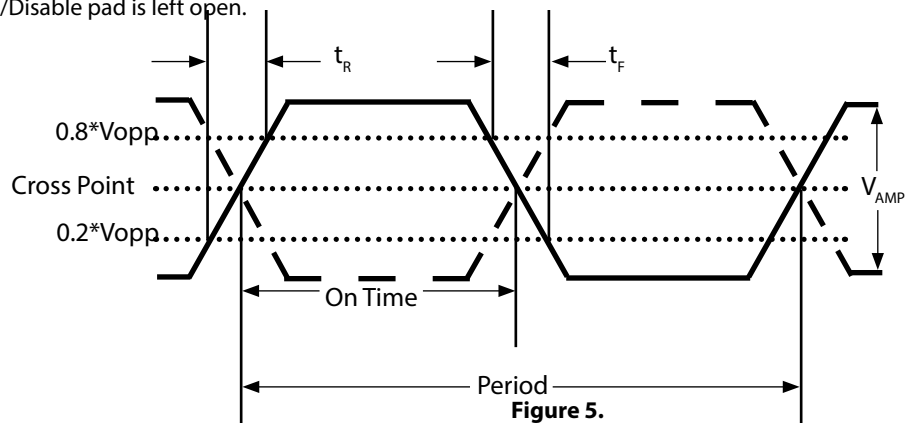 /Disable pad is left open.
tR
tF
0.8*Vopp
Cross Point
VAMP
0.2*Vopp
On Time
Period
Figure 5.